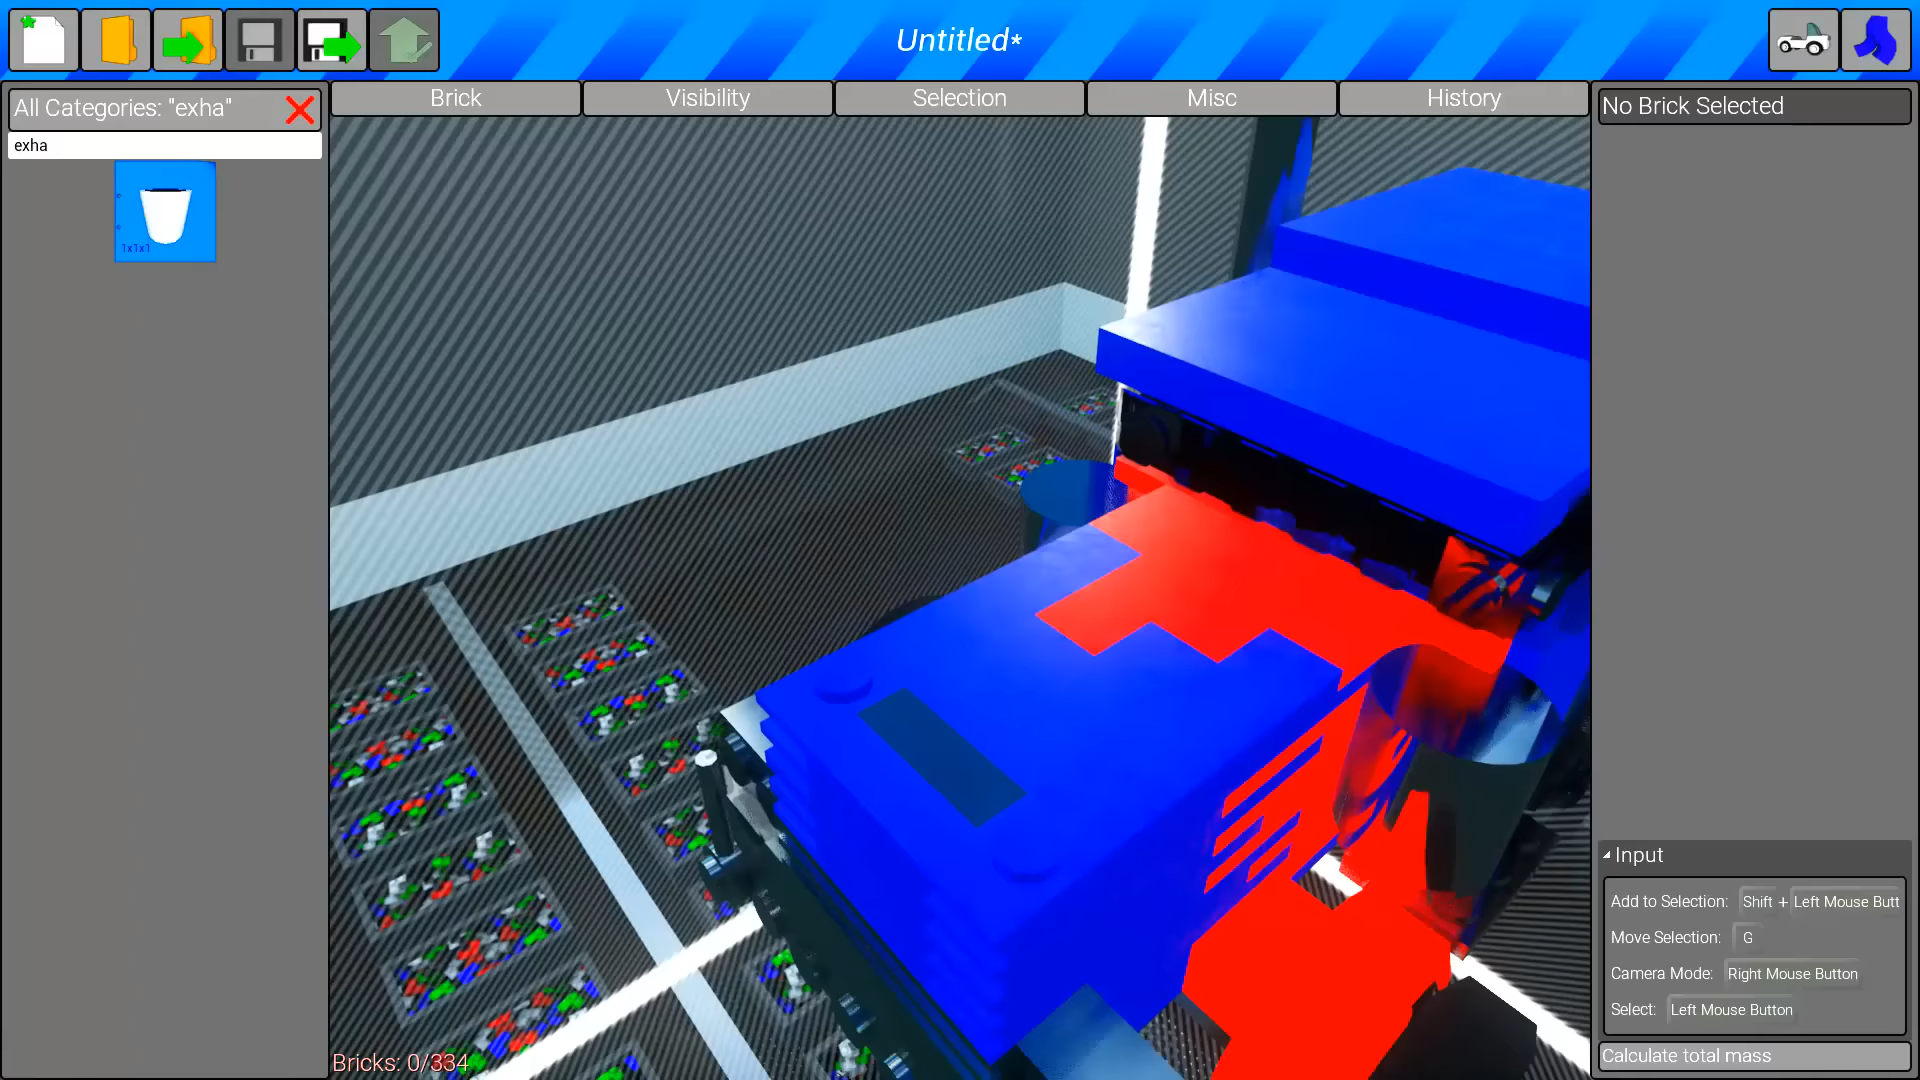 Untitled*
All Categories: "exha"
exha
1x1x1
Brick
Visibility
Selection
Misc
History
No Brick Selected
Input
Add to Selection: Shift + Left Mouse Butt
Move Selection: G
Camera Mode: Right Mouse Button
Select: Left Mouse Button
Calculate total mass
Bricks: 0/334